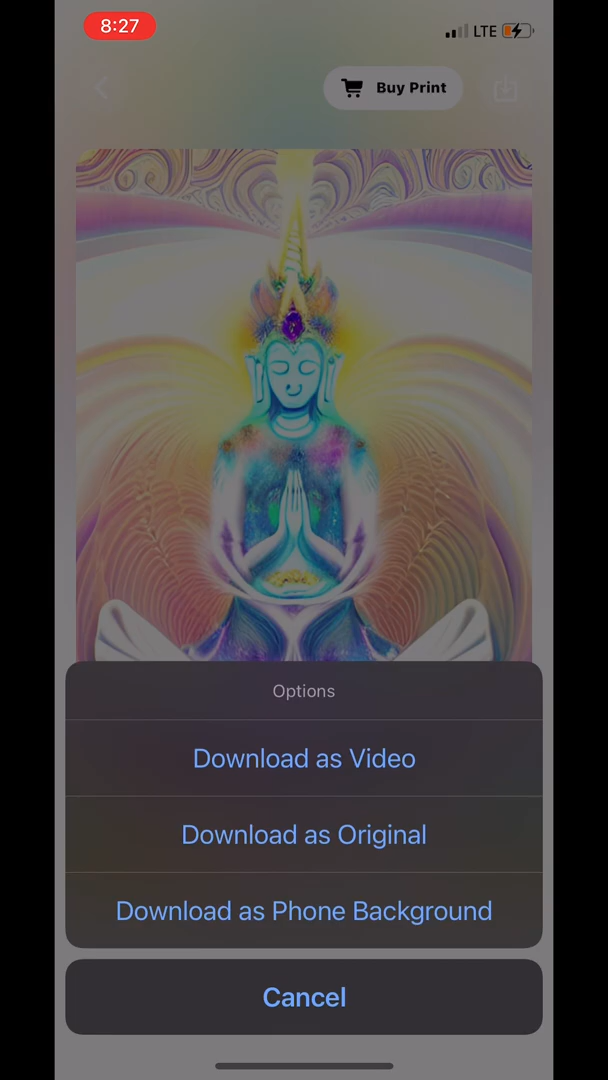 8:27
LTE
Buy Print
Options
Download as Video
Download as Original
Download as Phone Background
Cancel